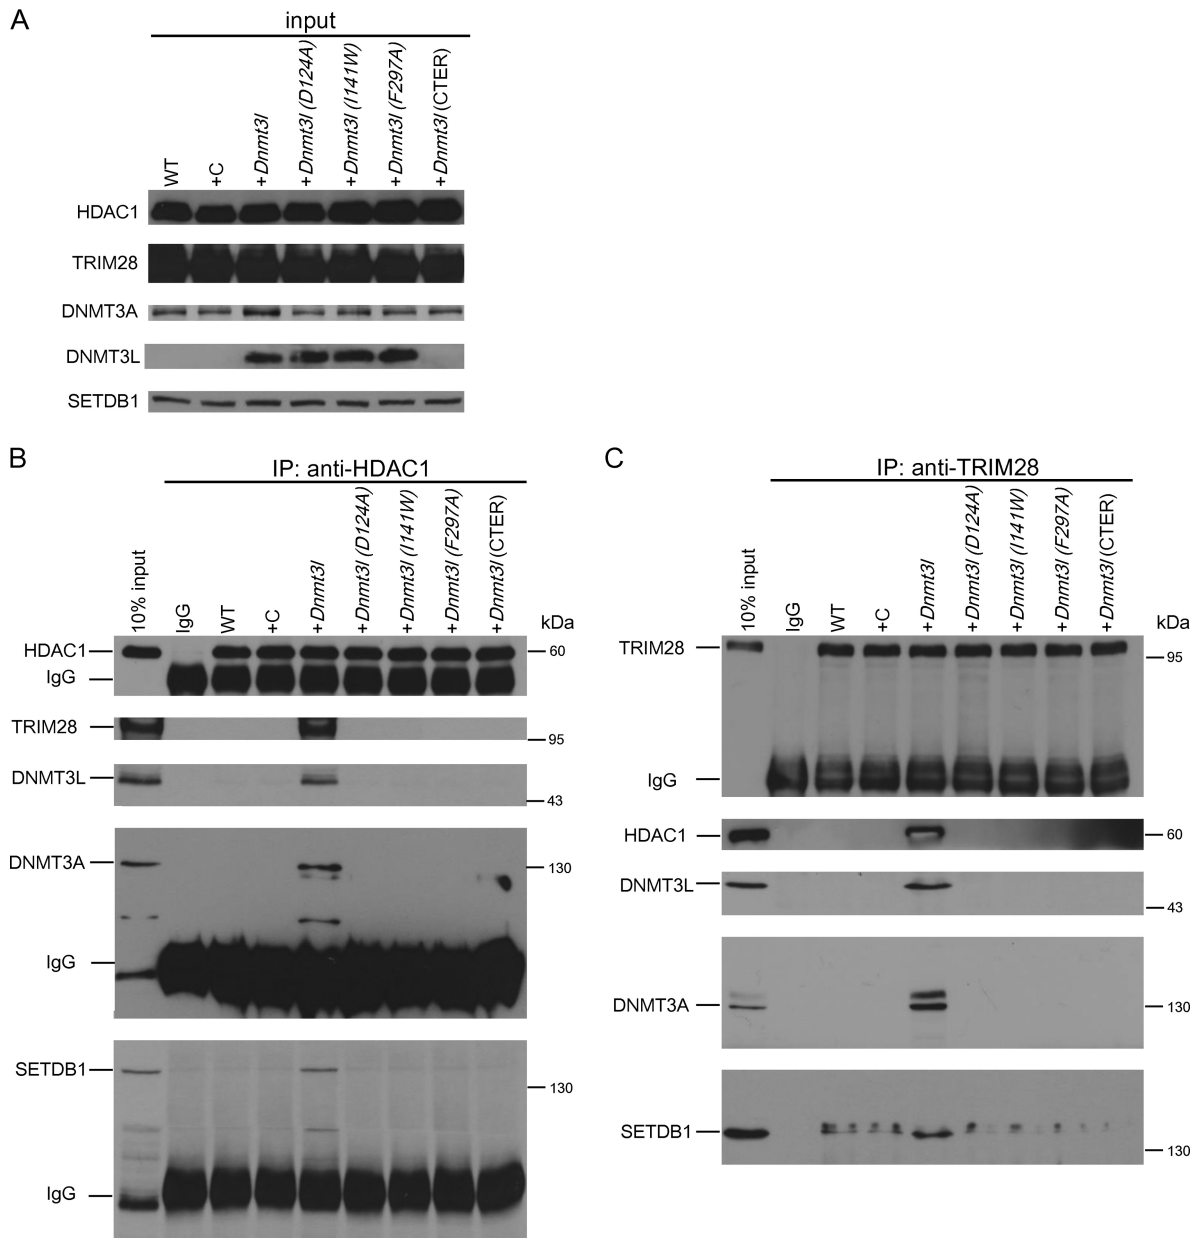 A
input
WT
+C
+Dnmt3l
+Dnmt3l (D124A)
+Dnmt3l (I141W)
+Dnmt3l (F297A)
+Dnmt3l (CTER)
HDAC1
TRIM28
DNMT3A
DNMT3L
SETDB1
B
IP: anti-HDAC1
10% input
IgG
WT
+C
+Dnmt3l
+Dnmt3l (D124A)
+Dnmt3l (I141W)
+Dnmt3l (F297A)
+Dnmt3l (CTER)
kDa
HDAC1
60
IgG
TRIM28
95
DNMT3L
43
DNMT3A
130
IgG
SETDB1
130
IgG
C
IP: anti-TRIM28
10% input
IgG
WT
+C
+Dnmt3l
+Dnmt3l (D124A)
+Dnmt3l (I141W)
+Dnmt3l (F297A)
+Dnmt3l (CTER)
kDa
TRIM28
95
IgG
HDAC1
60
DNMT3L
43
DNMT3A
130
SETDB1
130